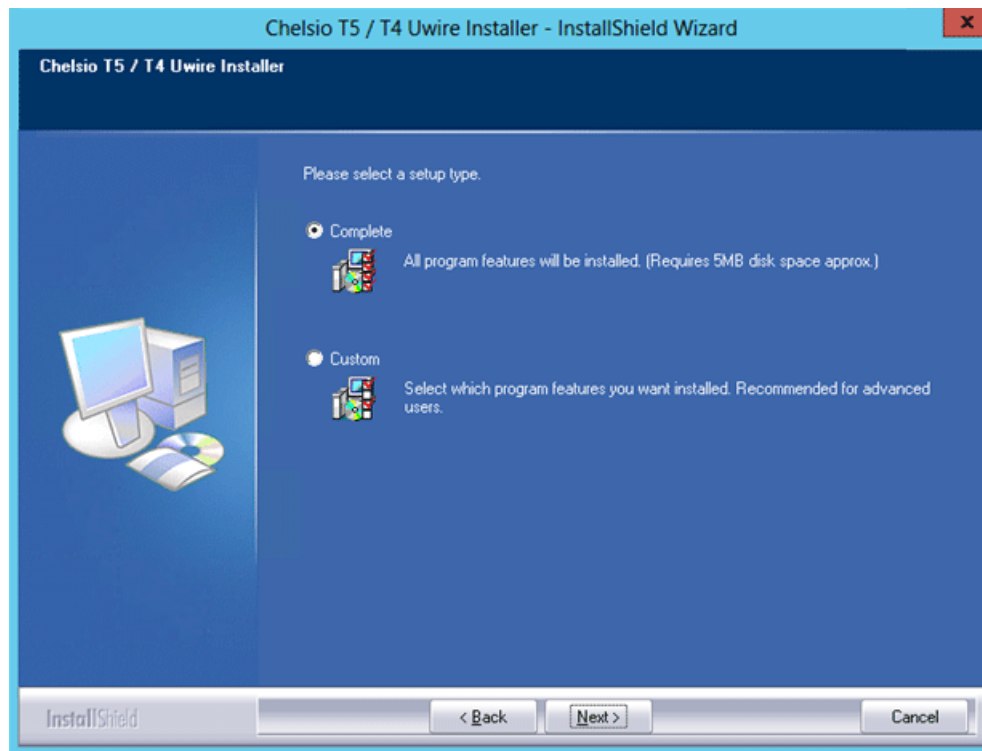 Chelsio T5 / T4 Uwire Installer - InstallShield Wizard
x
Chelsio T5 / T4 Uwire Installer
Please select a setup type.
Complete
All program features will be installed. (Requires 5MB disk space approx.)
Custom
Select which program features you want installed. Recommended for advanced
users.
InstallShield
< Back
Next >
Cancel